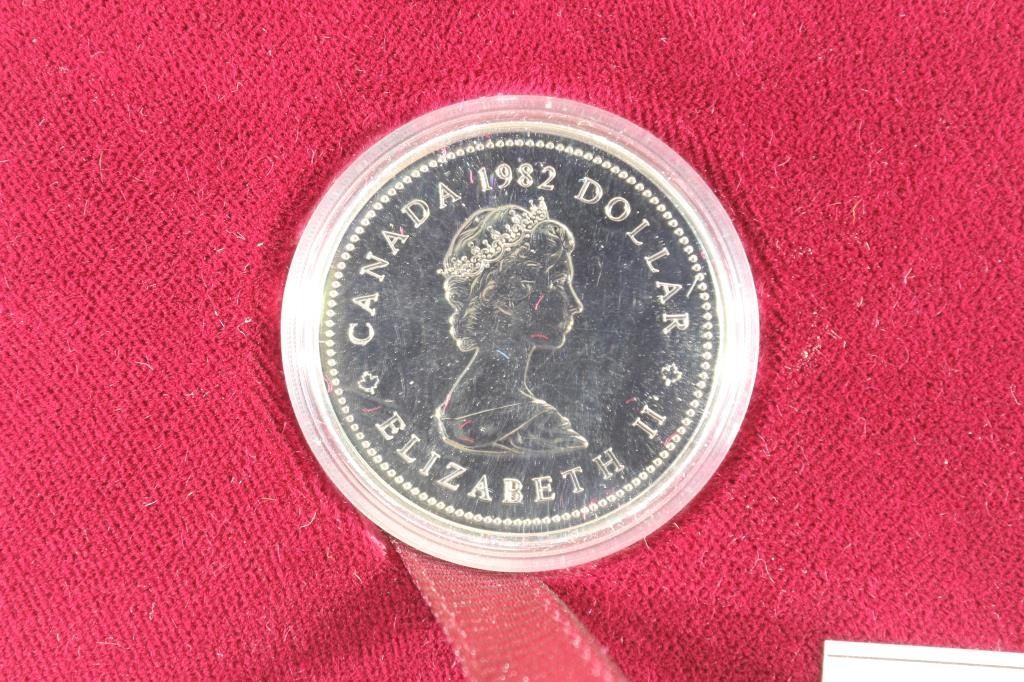 CANADA 1982 DOLLAR
ELIZABETH II